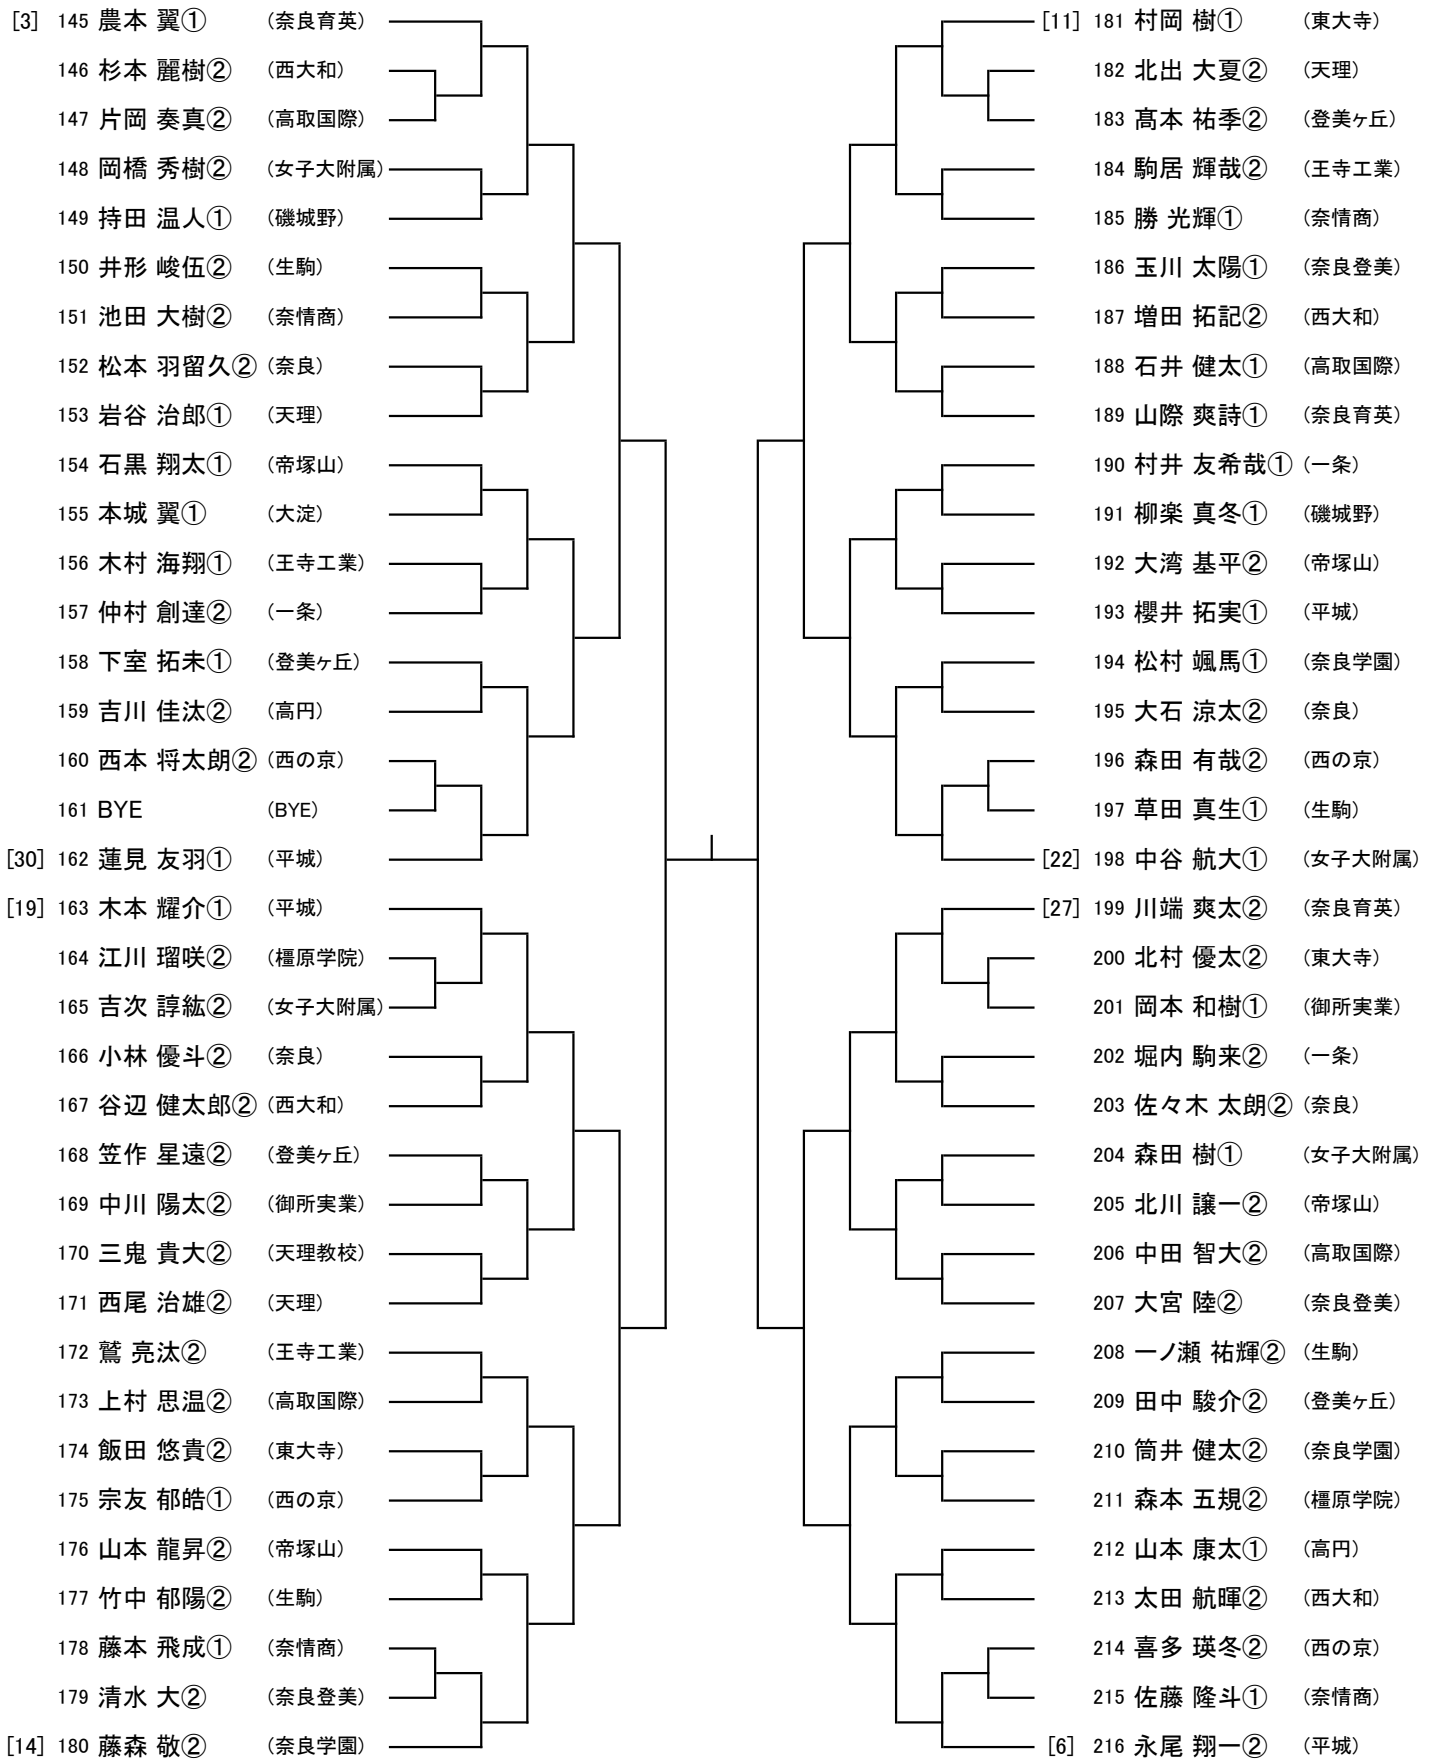 [3] 145 農本 翼① (奈良育英)
146 杉本 麗樹② (西大和)
147 片岡 奏真② (高取国際)
148 岡橋 秀樹② (女子大附属)
149 持田 温人① (磯城野)
150 井形 峻伍② (生駒)
151 池田 大樹② (奈情商)
152 松本 羽留久② (奈良)
153 岩谷 治郎① (天理)
154 石黒 翔太① (帝塚山)
155 本城 翼① (大淀)
156 木村 海翔① (王寺工業)
157 仲村 創達② (一条)
158 下室 拓未① (登美ヶ丘)
159 吉川 佳汰② (高円)
160 西本 将太朗② (西の京)
161 BYE (BYE)
[30] 162 蓮見 友羽① (平城)
[19] 163 木本 耀介① (平城)
164 江川 瑠咲② (橿原学院)
165 吉次 諄紘② (女子大附属)
166 小林 優斗② (奈良)
167 谷辺 健太郎② (西大和)
168 笠作 星遠② (登美ヶ丘)
169 中川 陽太② (御所実業)
170 三鬼 貴大② (天理教校)
171 西尾 治雄② (天理)
172 鷲 亮汰② (王寺工業)
173 上村 思温② (高取国際)
174 飯田 悠貴② (東大寺)
175 宗友 郁皓① (西の京)
176 山本 龍昇② (帝塚山)
177 竹中 郁陽② (生駒)
178 藤本 飛成① (奈情商)
179 清水 大② (奈良登美)
[14] 180 藤森 敬② (奈良学園)
[11] 181 村岡 樹① (東大寺)
182 北出 大夏② (天理)
183 髙本 祐季② (登美ヶ丘)
184 駒居 輝哉② (王寺工業)
185 勝 光輝① (奈情商)
186 玉川 太陽① (奈良登美)
187 増田 拓記② (西大和)
188 石井 健太① (高取国際)
189 山際 爽詩① (奈良育英)
190 村井 友希哉① (一条)
191 柳楽 真冬① (磯城野)
192 大湾 基平② (帝塚山)
193 櫻井 拓実① (平城)
194 松村 颯馬① (奈良学園)
195 大石 涼太② (奈良)
196 森田 有哉② (西の京)
197 草田 真生① (生駒)
[22] 198 中谷 航大① (女子大附属)
[27] 199 川端 爽太② (奈良育英)
200 北村 優太② (東大寺)
201 岡本 和樹① (御所実業)
202 堀内 駒来② (一条)
203 佐々木 太朗② (奈良)
204 森田 樹① (女子大附属)
205 北川 譲一② (帝塚山)
206 中田 智大② (高取国際)
207 大宮 陸② (奈良登美)
208 一ノ瀬 祐輝② (生駒)
209 田中 駿介② (登美ヶ丘)
210 筒井 健太② (奈良学園)
211 森本 五規② (橿原学院)
212 山本 康太① (高円)
213 太田 航暉② (西大和)
214 喜多 瑛冬② (西の京)
215 佐藤 隆斗① (奈情商)
[6] 216 永尾 翔一② (平城)